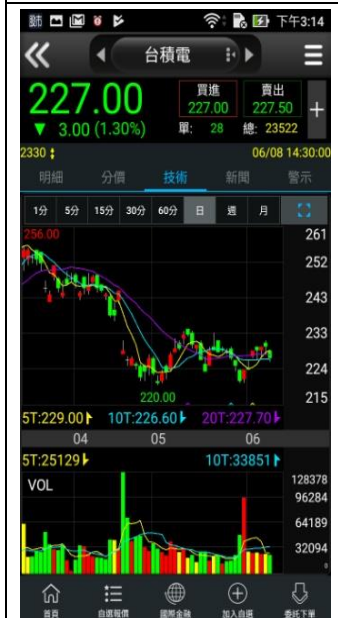 下午3:14
台積電
227.00
▼ 3.00 (1.30%)
買進
227.00
賣出
227.50
+
單: 28 總: 23522
2330 06/08 14:30:00
明細 分價 技術 新聞 警示
1分 5分 15分 30分 60分 日 週 月
256.00
261
252
243
233
224
215
220.00
5T:229.00 10T:226.60 20T:227.70
04 05 06
5T:25129 10T:33851
VOL
128378
96284
64189
32094
首頁 自選報價 國際金融 加入自選 委託下單